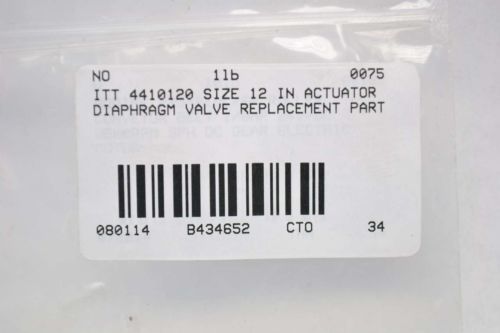 NO 1lb 0075
ITT 4410120 SIZE 12 IN ACTUATOR
DIAPHRAGM VALVE REPLACEMENT PART
080114 B434652 CTO 34